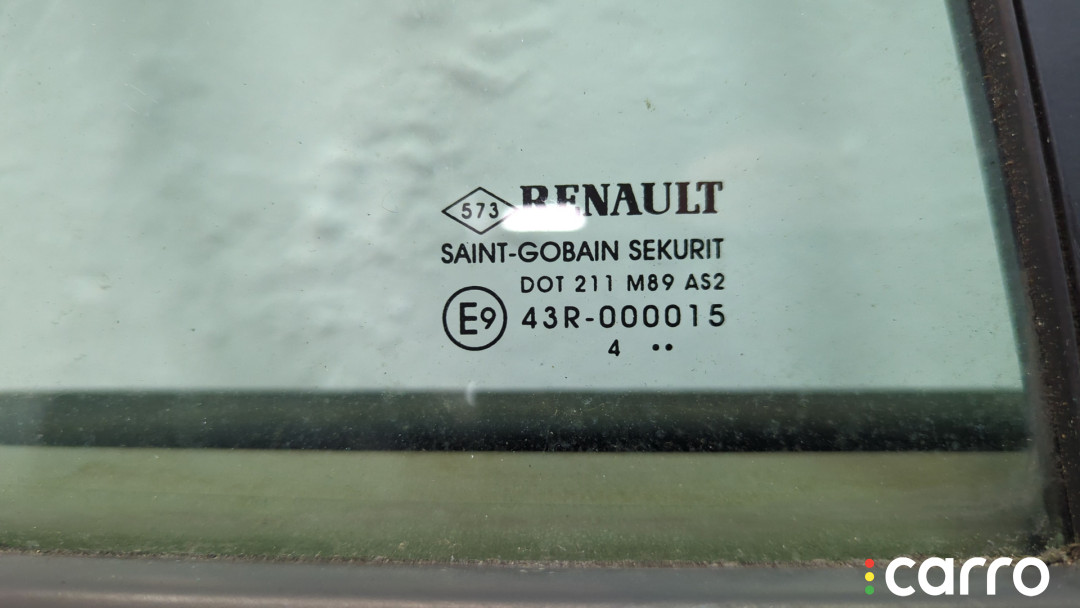 573 RENAULT
SAINT-GOBAIN SEKURIT
DOT 211 M89 AS2
E9 43R-000015
4 ••
carro